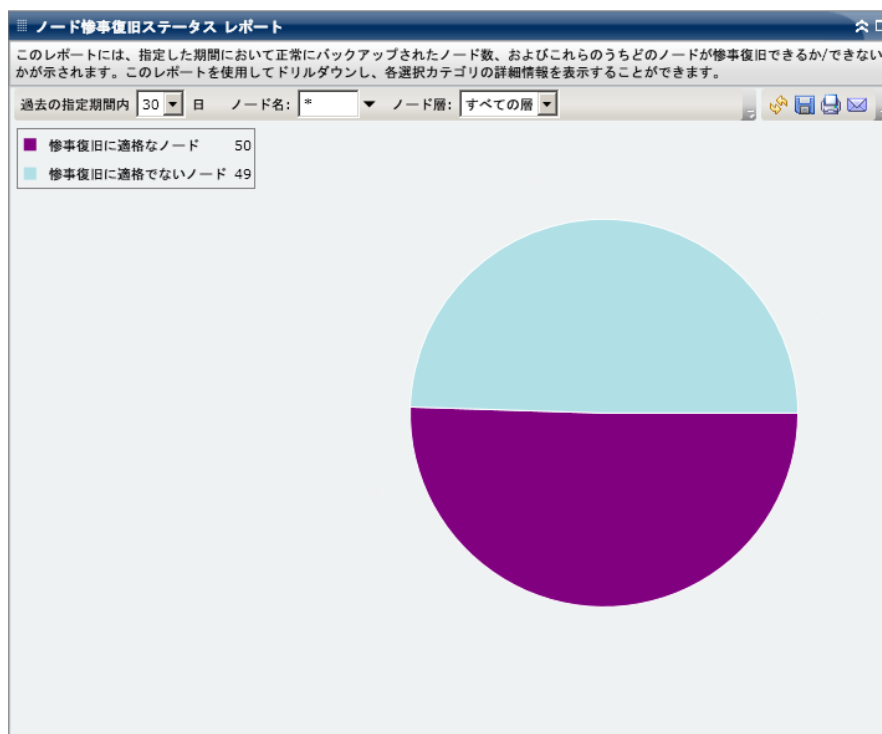 ノード惨事復旧ステータス レポート
このレポートには、指定した期間において正常にバックアップされたノード数、およびこれらのうちどのノードが惨事復旧できるか/できない
かが示されます。このレポートを使用してドリルダウンし、各選択カテゴリの詳細情報を表示することができます。
過去の指定期間内 30 日 ノード名: * ノード層: すべての層
惨事復旧に適格なノード 50
惨事復旧に適格でないノード 49